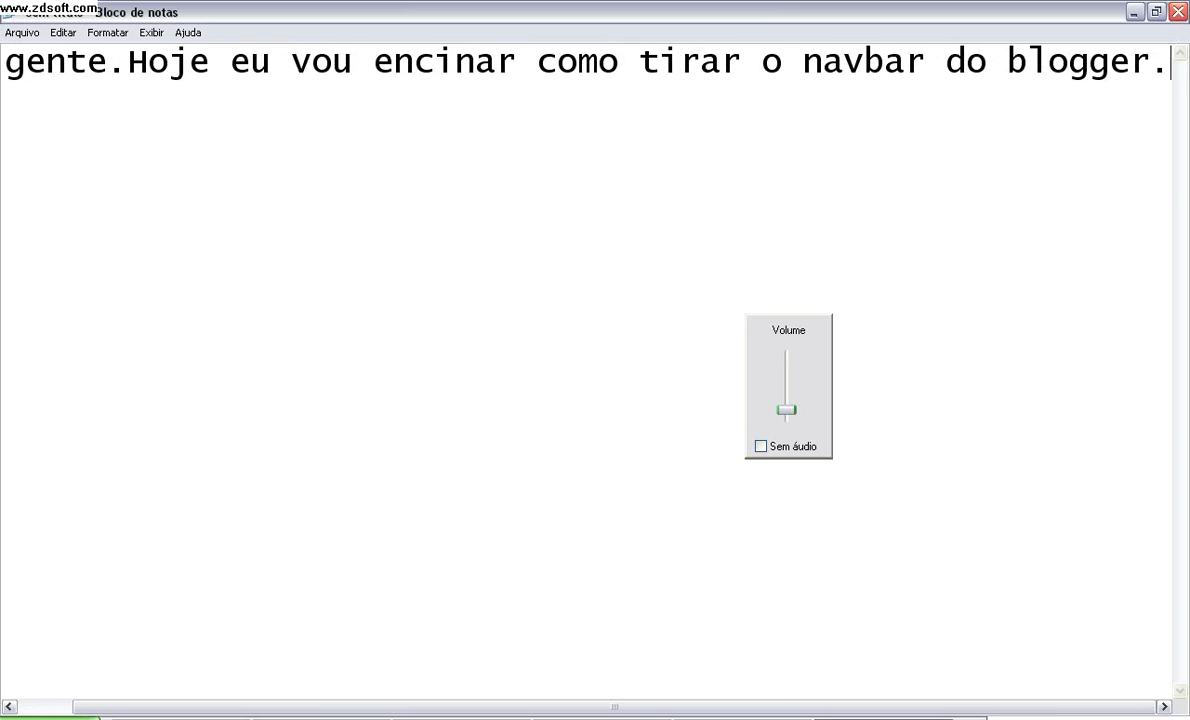 www.zdsoft.com
Bloco de notas
Arquivo Editar Formatar Exibir Ajuda
gente.Hoje eu vou encinar como tirar o navbar do blogger.
Volume
Sem áudio